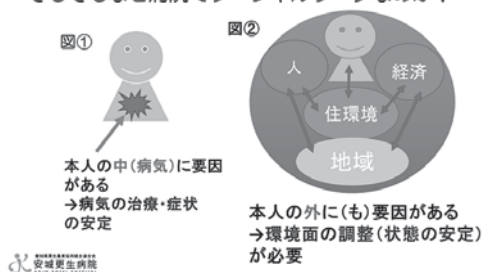 図①
本人の中(病気)に要因
がある
→病気の治療・症状
の安定
図②
人
経済
住環境
地域
本人の外に(も)要因がある
→環境面の調整(状態の安定)
が必要
安城更生病院